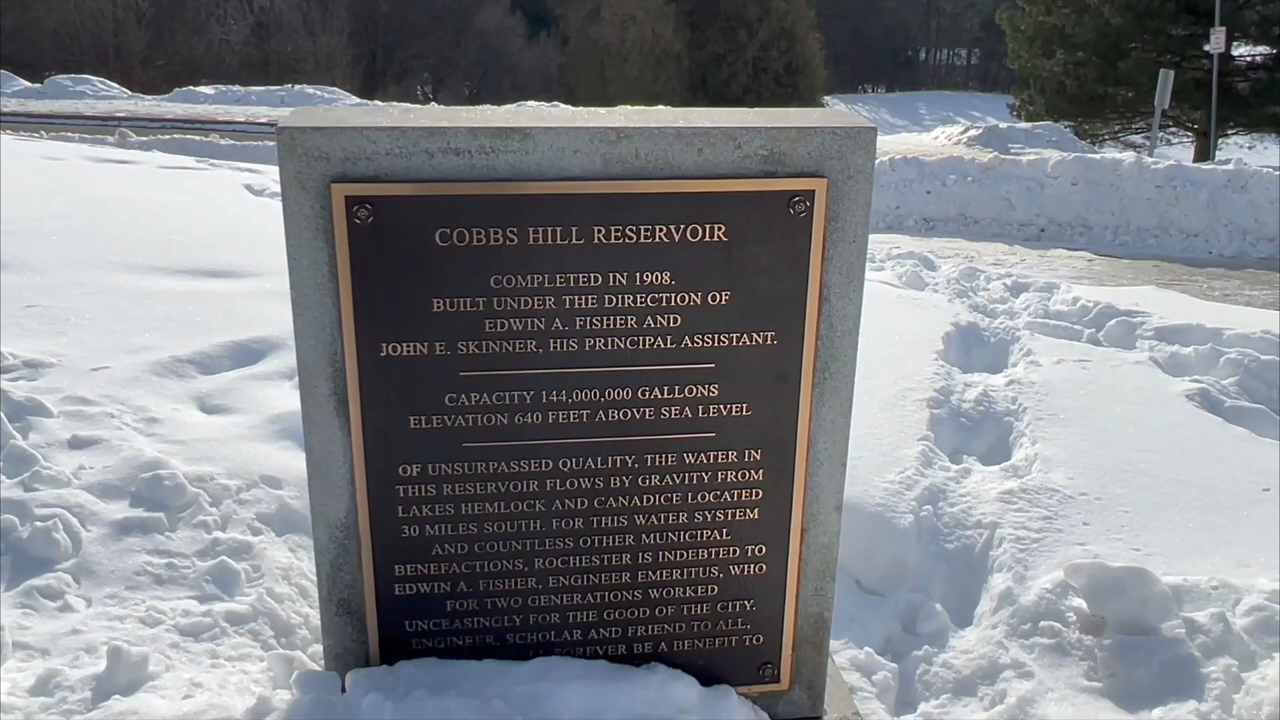 COBBS HILL RESERVOIR
COMPLETED IN 1908.
BUILT UNDER THE DIRECTION OF
EDWIN A. FISHER AND
JOHN E. SKINNER, HIS PRINCIPAL ASSISTANT.
CAPACITY 144,000,000 GALLONS
ELEVATION 640 FEET ABOVE SEA LEVEL
OF UNSURPASSED QUALITY, THE WATER IN
THIS RESERVOIR FLOWS BY GRAVITY FROM
LAKES HEMLOCK AND CANADICE LOCATED
30 MILES SOUTH. FOR THIS WATER SYSTEM
AND COUNTLESS OTHER MUNICIPAL
BENEFACTIONS, ROCHESTER IS INDEBTED TO
EDWIN A. FISHER, ENGINEER EMERITUS, WHO
FOR TWO GENERATIONS WORKED
UNCEASINGLY FOR THE GOOD OF THE CITY.
ENGINEER, SCHOLAR AND FRIEND TO ALL,
FOREVER BE A BENEFIT TO